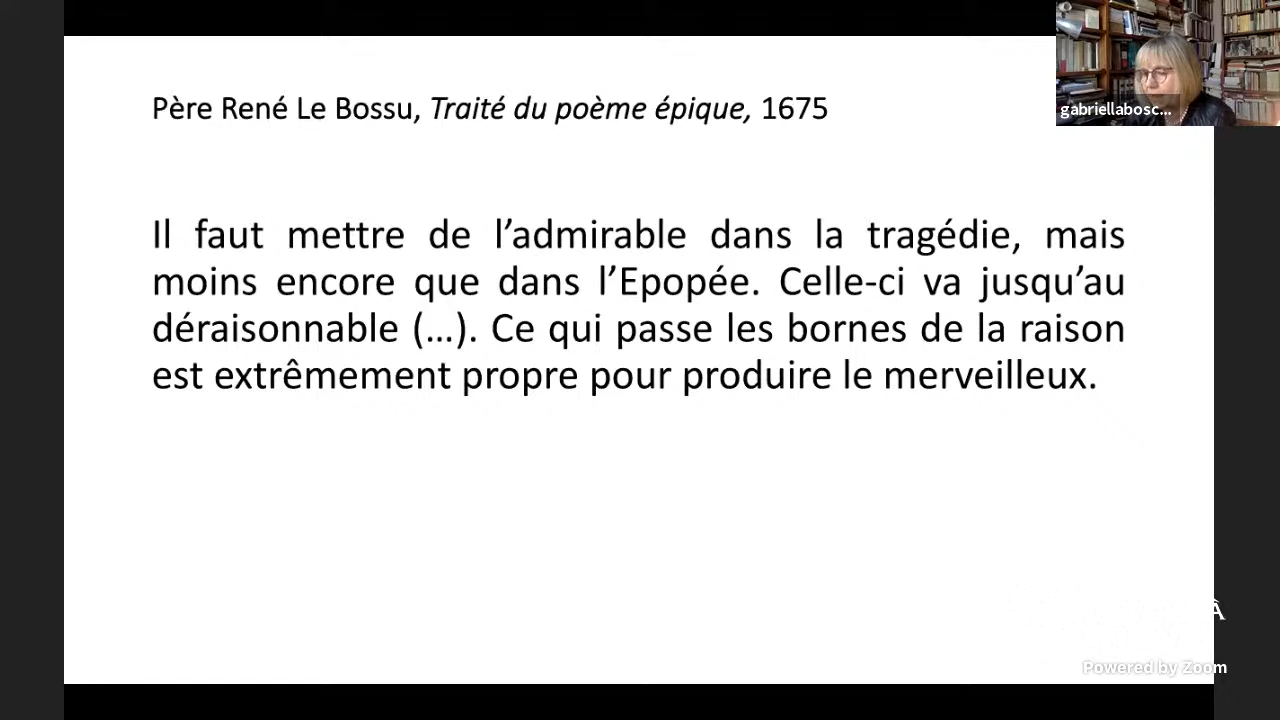 Père René Le Bossu, Traité du poème épique, 1675
gabriellabosc...
Il faut mettre de l’admirable dans la tragédie, mais
moins encore que dans l’Epopée. Celle-ci va jusqu’au
déraisonnable (…). Ce qui passe les bornes de la raison
est extrêmement propre pour produire le merveilleux.
Powered by Zoom